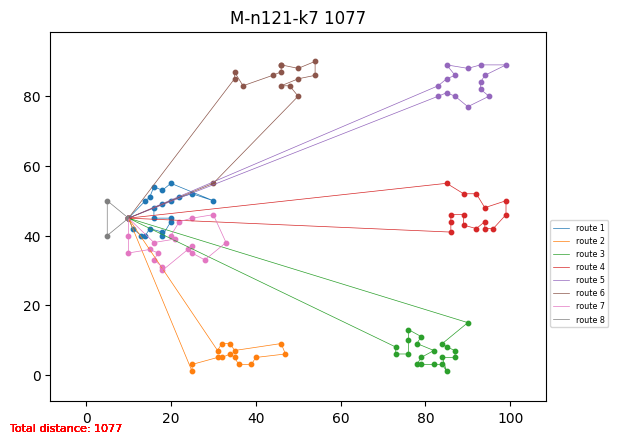 M-n121-k7 1077
80
60
40
20
0
0 20 40 60 80 100
route 1
route 2
route 3
route 4
route 5
route 6
route 7
route 8
Total distance: 1077